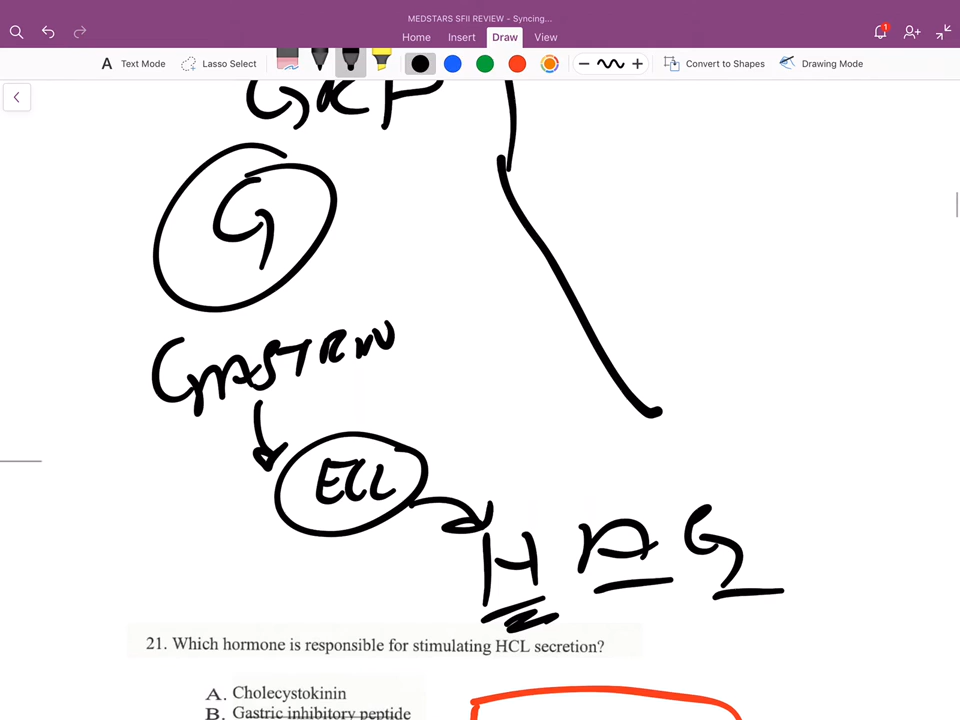 MEDSTARS SFII REVIEW - Syncing...
Home Insert Draw View
1
Text Mode Lasso Select Convert to Shapes Drawing Mode
GRP
G
GASTRIN
ECL
H A G
21. Which hormone is responsible for stimulating HCL secretion?
A. Cholecystokinin
B. Gastric inhibitory peptide